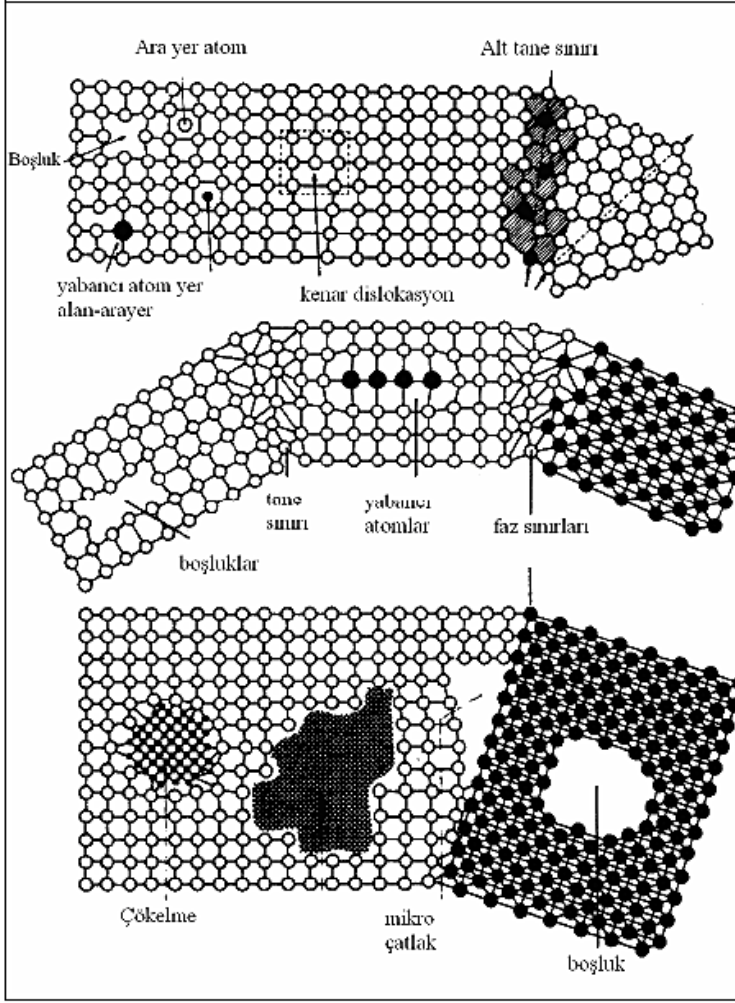 Ara yer atom
Alt tane sınırı
Boşluk
yabancı atom yer
alan-arayer
kenar dislokasyon
tane
sınırı
yabancı
atomlar
faz sınırları
boşluklar
Çökelme
mikro
çatlak
boşluk